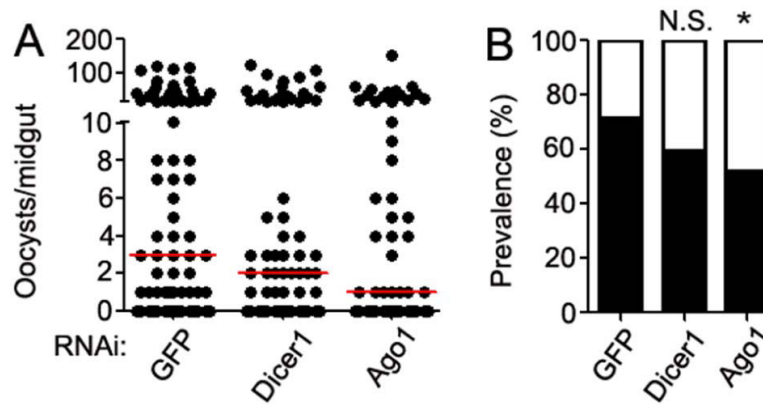 A
Oocysts/midgut
200
100
10
8
6
4
2
0
RNAi:
GFP
Dicer1
Ago1
B
N.S. *
Prevalence (%)
100
80
60
40
20
0
GFP
Dicer1
Ago1